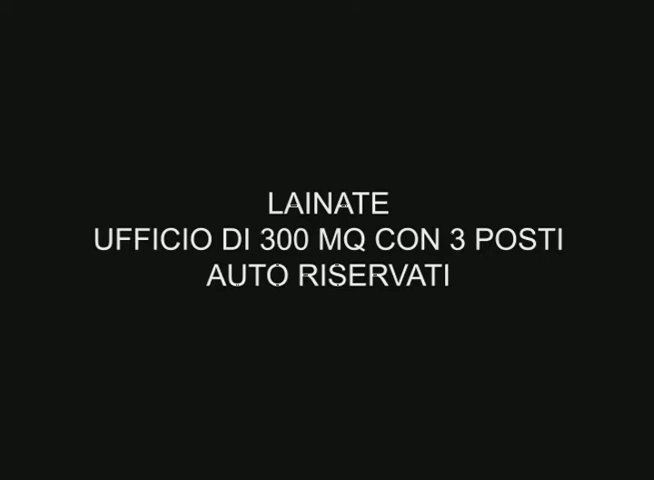 LAINATE
UFFICIO DI 300 MQ CON 3 POSTI
AUTO RISERVATI